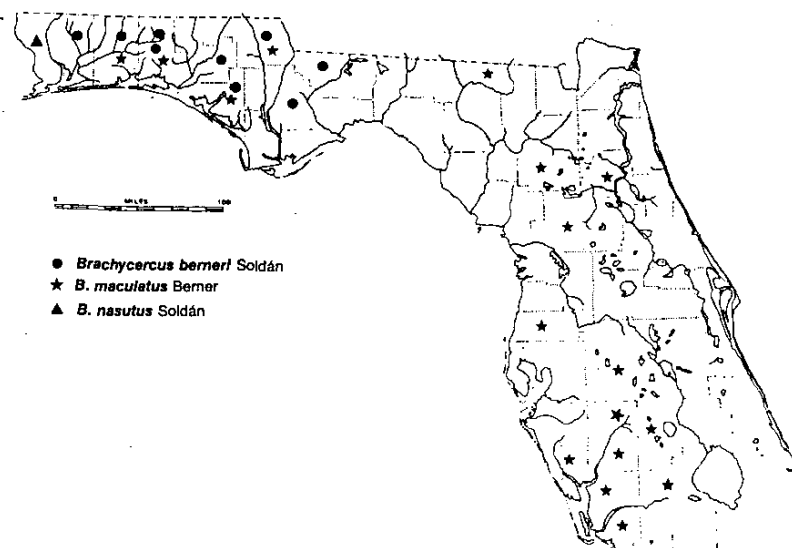 0 MILES 100
Brachycercus berneri Soldán
B. maculatus Berner
B. nasutus Soldán